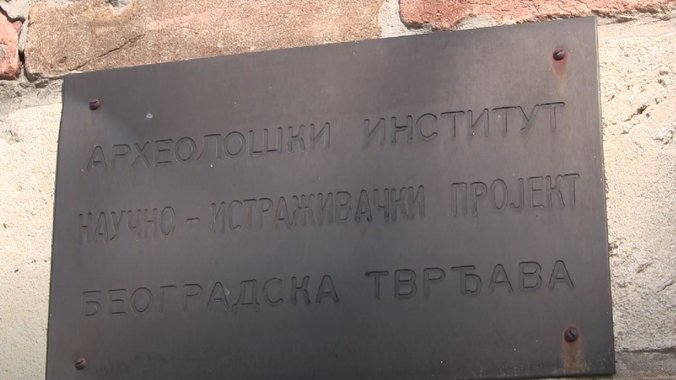 АРХЕОЛОШКИ ИНСТИТУТ
НАУЧНО - ИСТРАЖИВАЧКИ ПРОЈЕКТ
БЕОГРАДСКА ТВРЂАВА